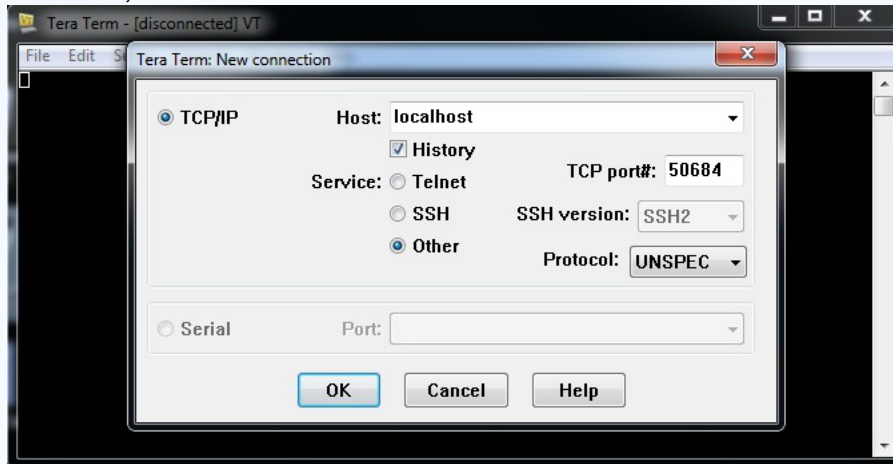 Tera Term - [disconnected] VT
File Edit
Tera Term: New connection
TCP/IP Host: localhost
History
Service: Telnet TCP port#: 50684
SSH SSH version: SSH2
Other Protocol: UNSPEC
Serial Port:
OK Cancel Help